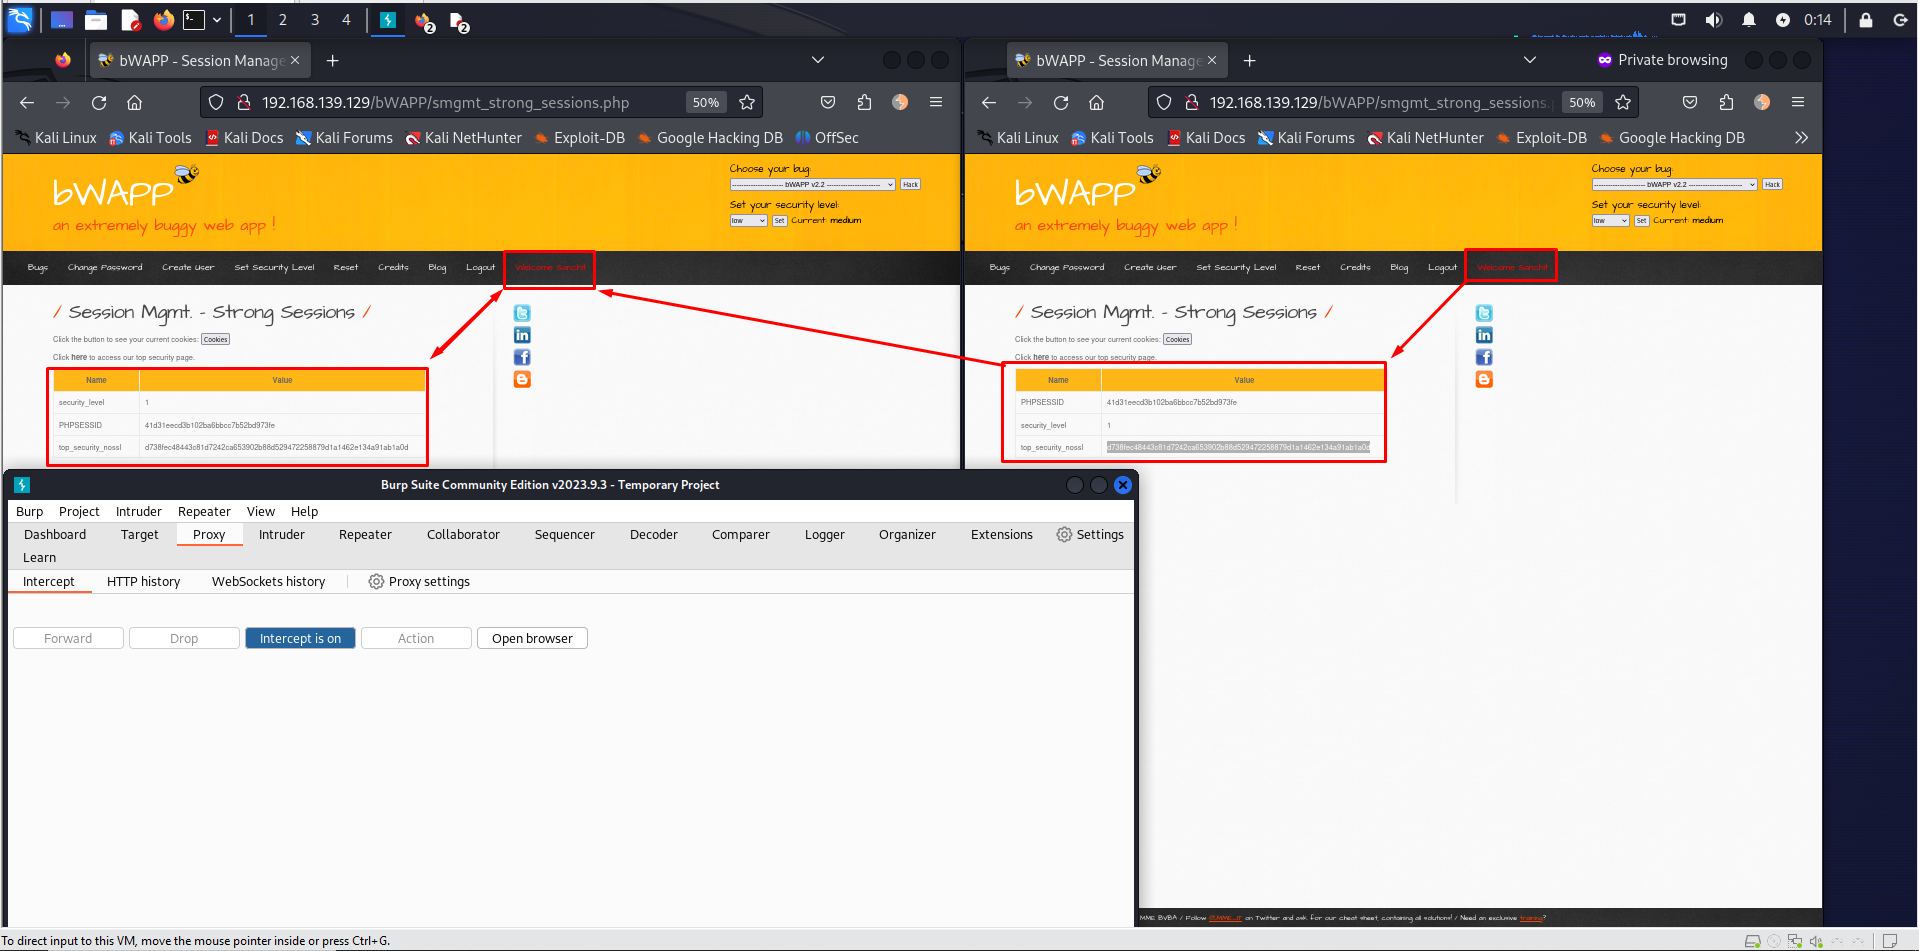 1 2 3 4 2 2 0:14
bWAPP - Session Manage
192.168.139.129/bWAPP/smgmt_strong_sessions.php 50%
Kali Linux Kali Tools Kali Docs Kali Forums Kali NetHunter Exploit-DB Google Hacking DB OffSec
bWAPP
an extremely buggy web app !
Choose your bug:
---------------------- bWAPP v2.2 ---------------------- Hack
Set your security level:
low Set Current: medium
Bugs Change Password Create User Set Security Level Reset Credits Blog Logout Welcome Sanchit
/ Session Mgmt. - Strong Sessions /
Click the button to see your current cookies: Cookies
Click here to access our top security page.
Name Value
security_level 1
PHPSESSID 41d31eecd3b102ba6bbcc7b52bd973fe
top_security_nossl d738fec48443c81d7242ca653902b88d529472258879d1a1462e134a91ab1a0d
bWAPP - Session Manage Private browsing
192.168.139.129/bWAPP/smgmt_strong_sessions. 50%
Kali Linux Kali Tools Kali Docs Kali Forums Kali NetHunter Exploit-DB Google Hacking DB
bWAPP
an extremely buggy web app !
Choose your bug:
---------------------- bWAPP v2.2 ---------------------- Hack
Set your security level:
low Set Current: medium
Bugs Change Password Create User Set Security Level Reset Credits Blog Logout Welcome Sanchit
/ Session Mgmt. - Strong Sessions /
Click the button to see your current cookies: Cookies
Click here to access our top security page.
Name Value
PHPSESSID 41d31eecd3b102ba6bbcc7b52bd973fe
security_level 1
top_security_nossl d738fec48443c81d7242ca653902b88d529472258879d1a1462e134a91ab1a0d
Burp Suite Community Edition v2023.9.3 - Temporary Project
Burp Project Intruder Repeater View Help
Dashboard Target Proxy Intruder Repeater Collaborator Sequencer Decoder Comparer Logger Organizer Extensions Settings
Learn
Intercept HTTP history WebSockets history Proxy settings
Forward Drop Intercept is on Action Open browser
MME BVBA / Follow @MME_IT on Twitter and ask for our cheat sheet, containing all solutions! / Need an exclusive training?
To direct input to this VM, move the mouse pointer inside or press Ctrl+G.